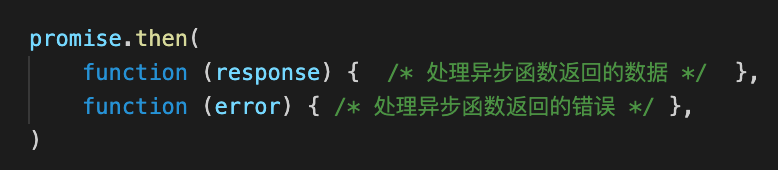 promise.then(
    function (response) {  /* 处理异步函数返回的数据 */  },
    function (error) { /* 处理异步函数返回的错误 */ },
)